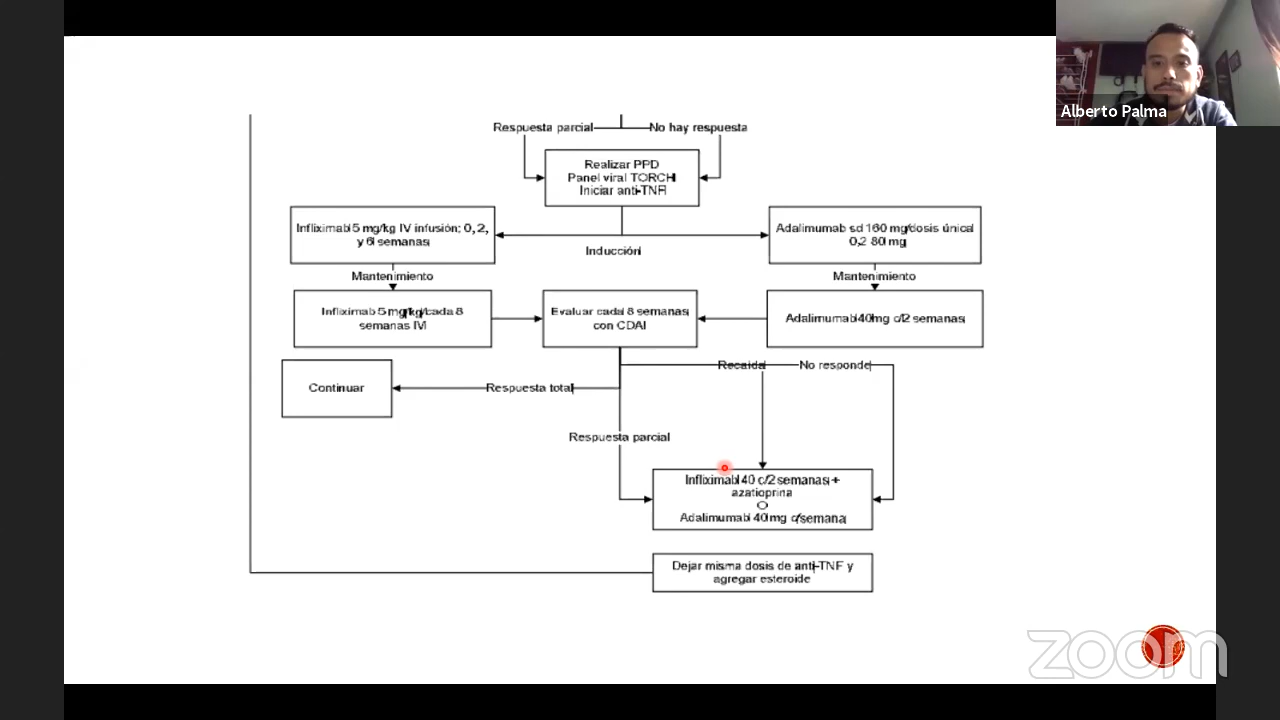 Alberto Palma
Respuesta parcial
No hay respuesta
Realizar PPD
Panel viral TORCH
Iniciar anti-TNF
Infliximab 5 mg/kg IV infusión; 0, 2,
y 6 semanas
Inducción
Adalimumab sd 160 mg/dosis única
0,2 80 mg
Mantenimiento
Mantenimiento
Infliximab 5 mg/kg/cada 8
semanas IV
Evaluar cada 8 semanas
con CDAI
Adalimumab 40mg c/2 semanas
Recaída
No responde
Continuar
Respuesta total
Respuesta parcial
Infliximab 40 c/2 semanas +
azatioprina
O
Adalimumab 40 mg c/semana
Dejar misma dosis de anti-TNF y
agregar esteroide
zoom